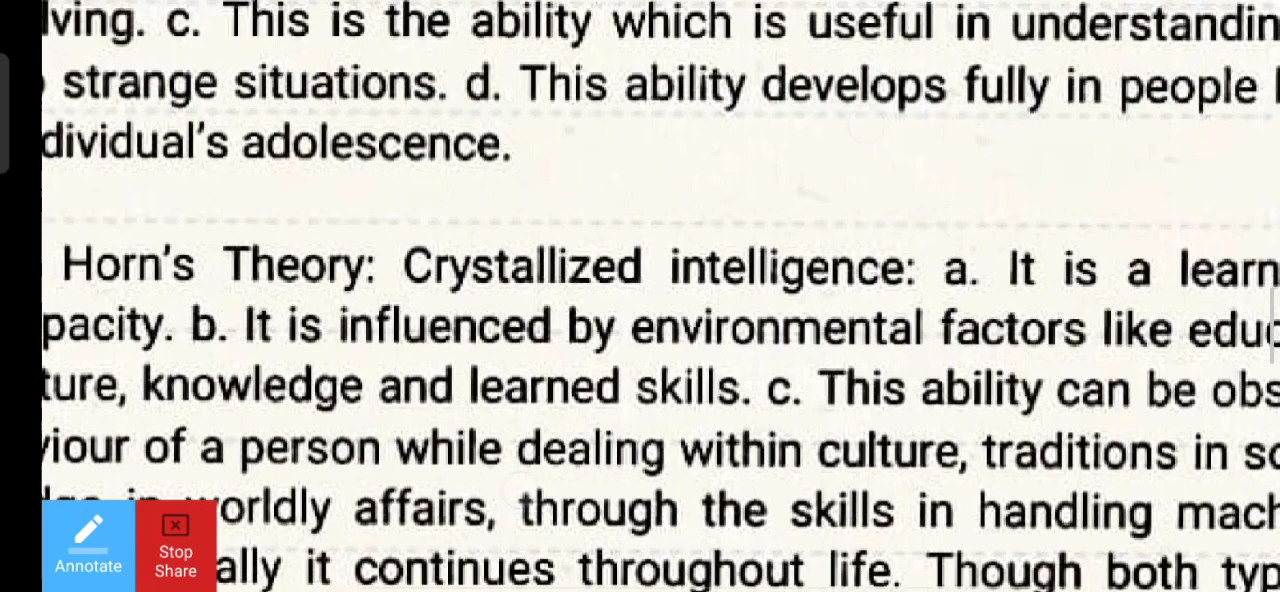 lving. c. This is the ability which is useful in understandin
strange situations. d. This ability develops fully in people
dividual's adolescence.
Horn's Theory: Crystallized intelligence: a. It is a learn
pacity. b. It is influenced by environmental factors like educ
ture, knowledge and learned skills. c. This ability can be obs
viour of a person while dealing within culture, traditions in so
worldly affairs, through the skills in handling mach
ally it continues throughout life. Though both typ
Annotate
Stop
Share